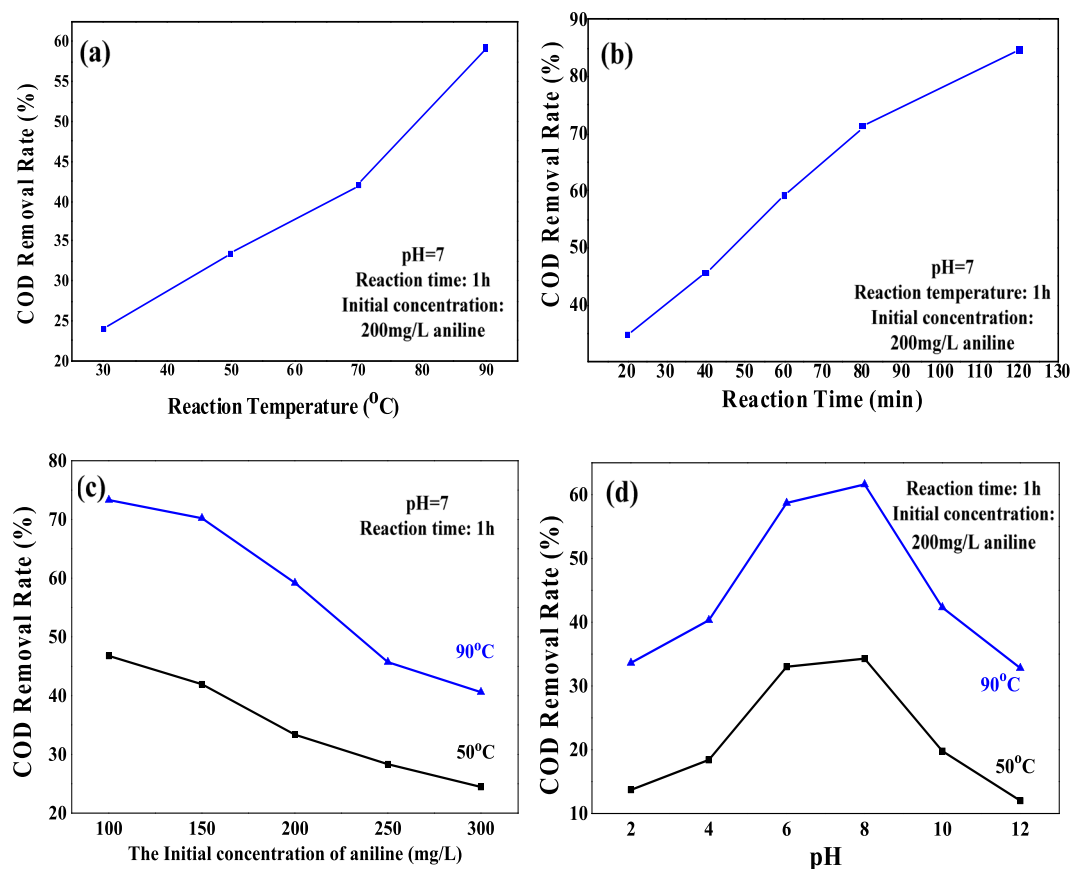 (a)
COD Removal Rate (%)
60
55
50
45
40
35
30
25
20
pH=7
Reaction time: 1h
Initial concentration:
200mg/L aniline
30 40 50 60 70 80 90
Reaction Temperature (⁰C)
(b)
COD Removal Rate (%)
90
80
70
60
50
40
pH=7
Reaction temperature: 1h
Initial concentration:
200mg/L aniline
20 30 40 50 60 70 80 90 100 110 120 130
Reaction Time (min)
(c)
COD Removal Rate (%)
80
70
60
50
40
30
20
pH=7
Reaction time: 1h
90⁰C
50⁰C
100 150 200 250 300
The Initial concentration of aniline (mg/L)
(d)
COD Removal Rate (%)
60
50
40
30
20
10
Reaction time: 1h
Initial concentration:
200mg/L aniline
90⁰C
50⁰C
2 4 6 8 10 12
pH